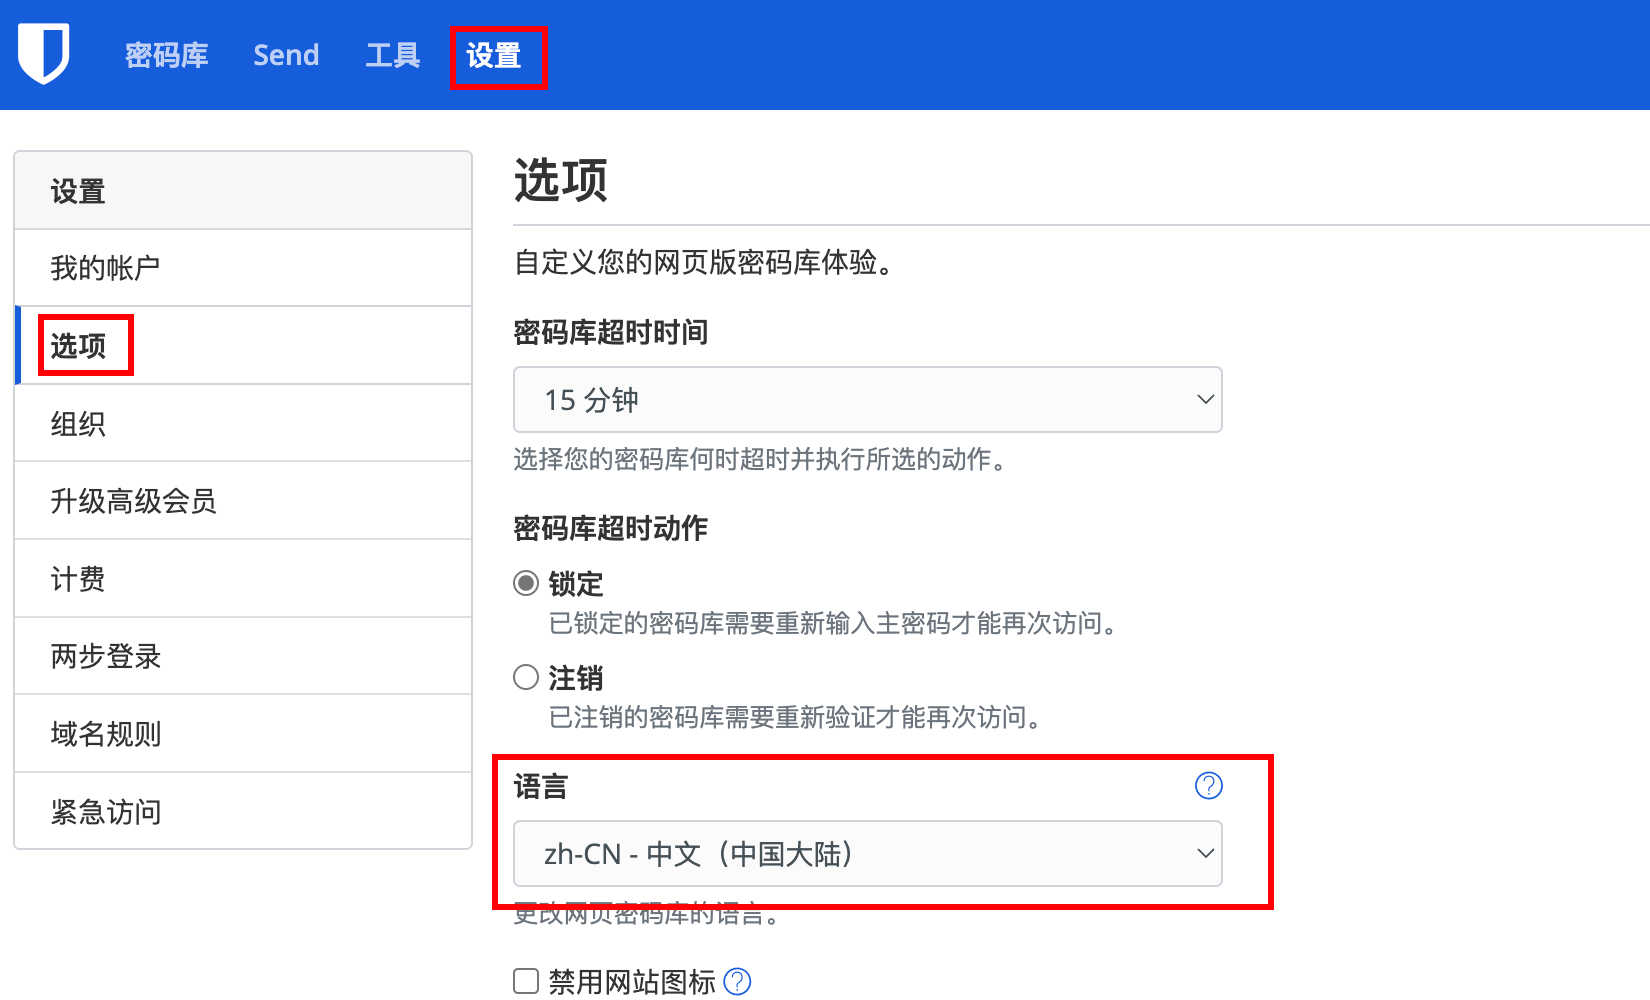 密码库 Send 工具 设置
设置
我的帐户
选项
组织
升级高级会员
计费
两步登录
域名规则
紧急访问
选项
自定义您的网页版密码库体验。
密码库超时时间
15 分钟
选择您的密码库何时超时并执行所选的动作。
密码库超时动作
锁定
已锁定的密码库需要重新输入主密码才能再次访问。
注销
已注销的密码库需要重新验证才能再次访问。
语言
zh-CN - 中文（中国大陆）
更改网页密码库的语言。
禁用网站图标